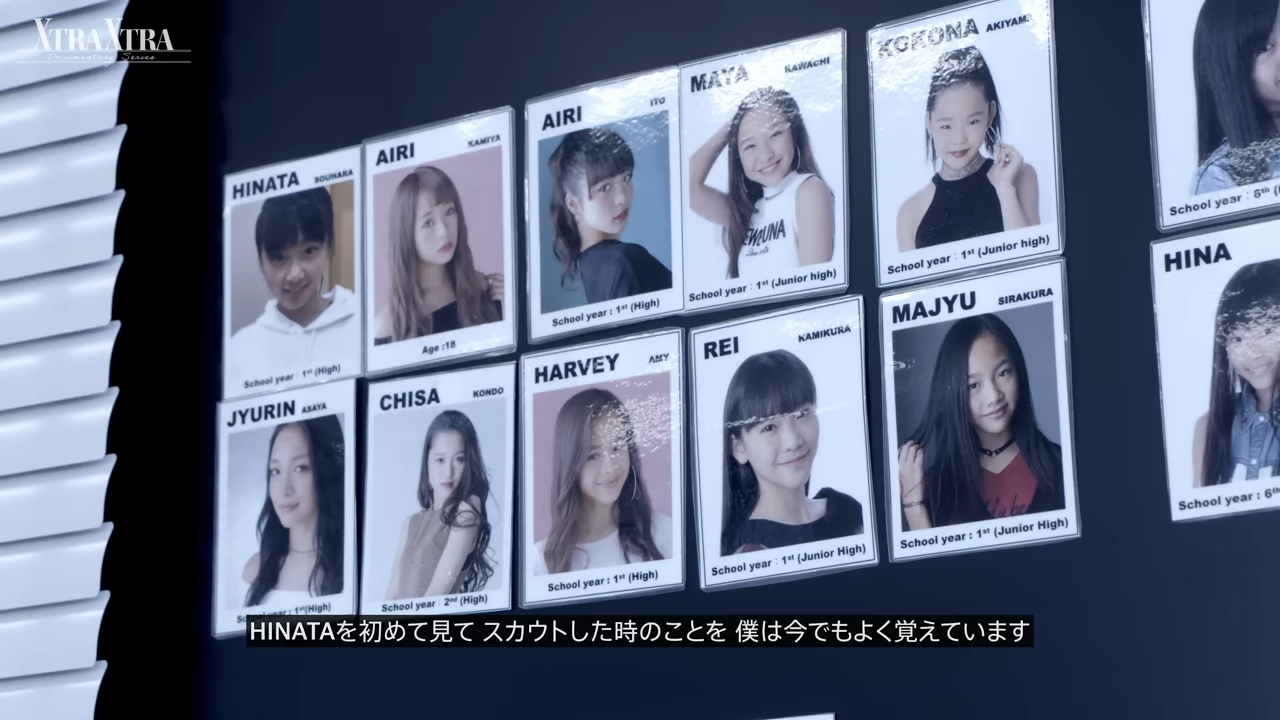 XTRAXTRA
Documentary Series
HINATA SOUHARA
School year : 1st (High)
AIRI KAMIYA
Age :18
AIRI ITO
School year : 1st (High)
MAYA KAWACHI
School year : 1st (Junior high)
KOKONA AKIYAMA
School year : 1st (Junior high)
School year : 6th
JYURIN ASAYA
School year : 1st(High)
CHISA KONDO
School year : 2nd (High)
HARVEY AMY
School year : 1st (High)
REI KAMIKURA
School year : 1st (Junior High)
MAJYU SIRAKURA
School year : 1st (Junior High)
HINA
School year : 6th
HINATAを初めて見て スカウトした時のことを 僕は今でもよく覚えています